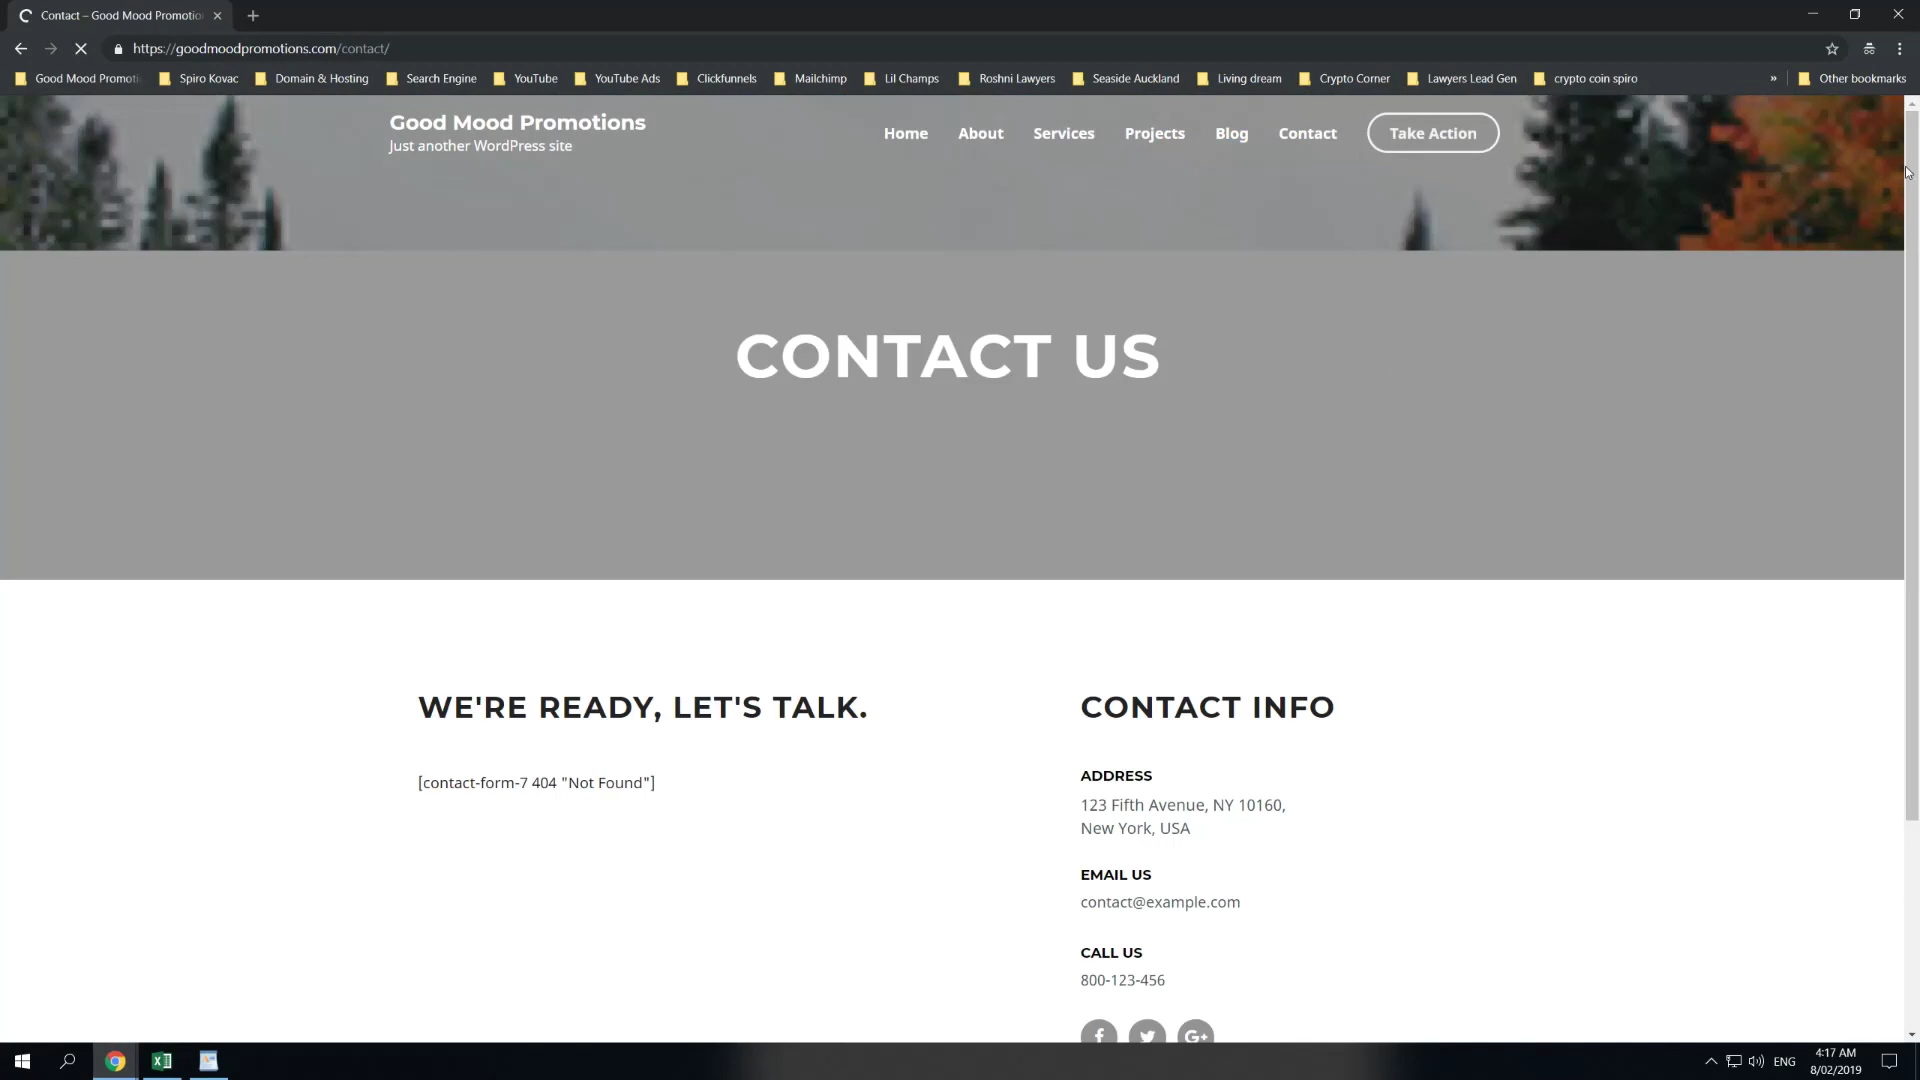 Contact – Good Mood Promotio
https://goodmoodpromotions.com/contact/
Good Mood Promoti Spiro Kovac Domain & Hosting Search Engine YouTube YouTube Ads Clickfunnels Mailchimp Lil Champs Roshni Lawyers Seaside Auckland Living dream Crypto Corner Lawyers Lead Gen crypto coin spiro » Other bookmarks
Good Mood Promotions
Just another WordPress site
Home About Services Projects Blog Contact Take Action
CONTACT US
WE'RE READY, LET'S TALK.
[contact-form-7 404 "Not Found"]
CONTACT INFO
ADDRESS
123 Fifth Avenue, NY 10160,
New York, USA
EMAIL US
contact@example.com
CALL US
800-123-456
ENG
4:17 AM
8/02/2019